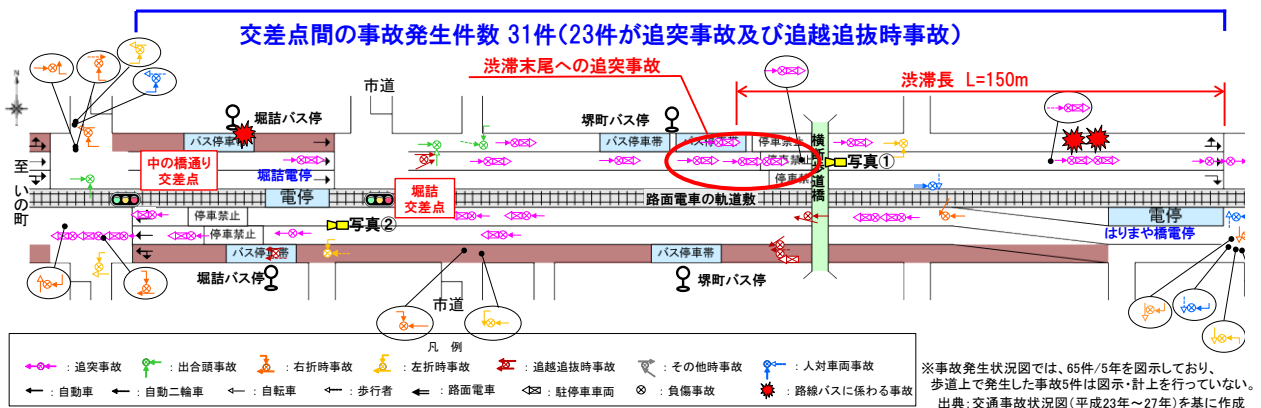 交差点間の事故発生件数 31件(23件が追突事故及び追越追抜時事故)
渋滞末尾への追突事故
渋滞長 L=150m
市道
N
堀詰バス停
堺町バス停
バス停車帯
バス停車帯
バス停車帯
停車禁止
停車禁止
停車禁止
横断歩道橋
写真①
至 いの町
中の橋通り
交差点
堀詰電停
電停
堀詰
交差点
路面電車の軌道敷
停車禁止
停車禁止
写真②
電停
はりまや橋電停
バス停車帯
バス停車帯
堀詰バス停
堺町バス停
市道
凡 例
:追突事故 :出合頭事故 :右折時事故 :左折時事故 :追越追抜時事故 :その他時事故 :人対車両事故
:自動車 :自動二輪車 :自転車 :歩行者 :路面電車 :駐停車車両 :負傷事故 :路線バスに係わる事故
※事故発生状況図では、65件/5年を図示しており、
歩道上で発生した事故5件は図示・計上を行っていない。
出典:交通事故状況図(平成23年~27年)を基に作成